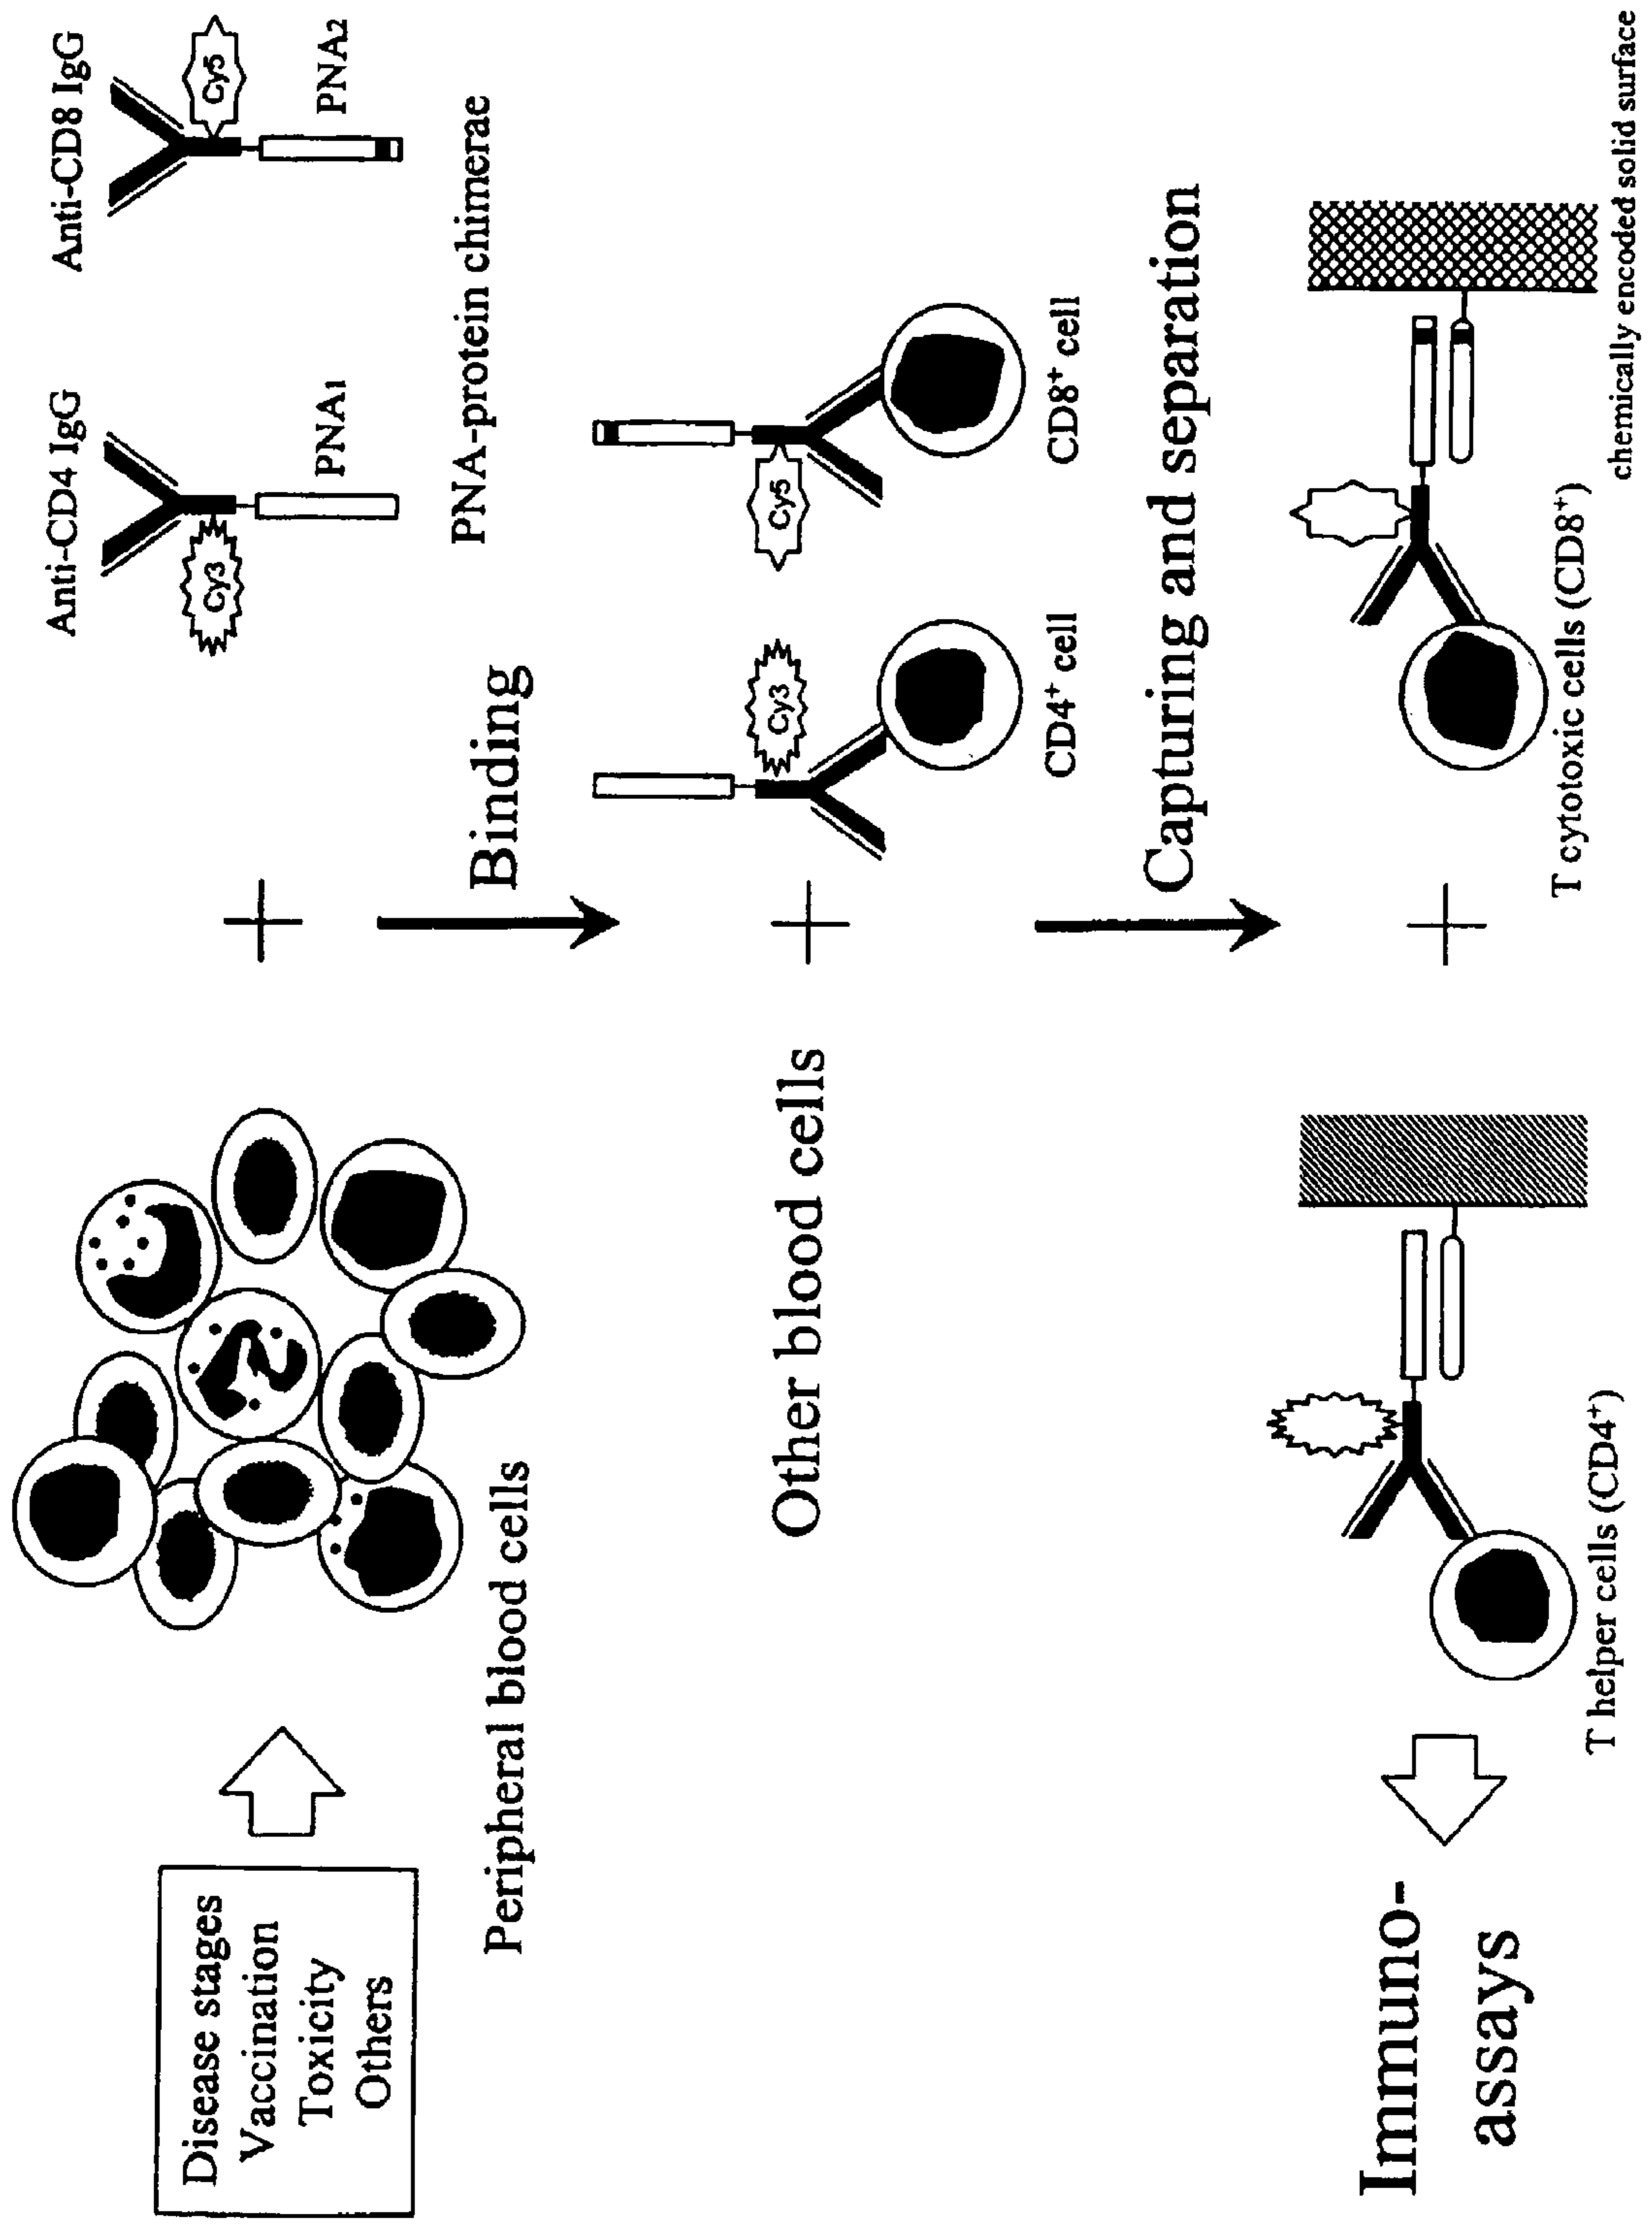 Disease stages
Vaccination
Toxicity
Others
Peripheral blood cells
Anti-CD4 IgG
Cy3
PNA1
Anti-CD8 IgG
Cy5
PNA2
PNA-protein chimerae
Binding
Other blood cells
Cy3
CD4⁺ cell
Cy5
CD8⁺ cell
Capturing and separation
Immuno-
assays
T helper cells (CD4⁺)
T cytotoxic cells (CD8⁺)
chemically encoded solid surface